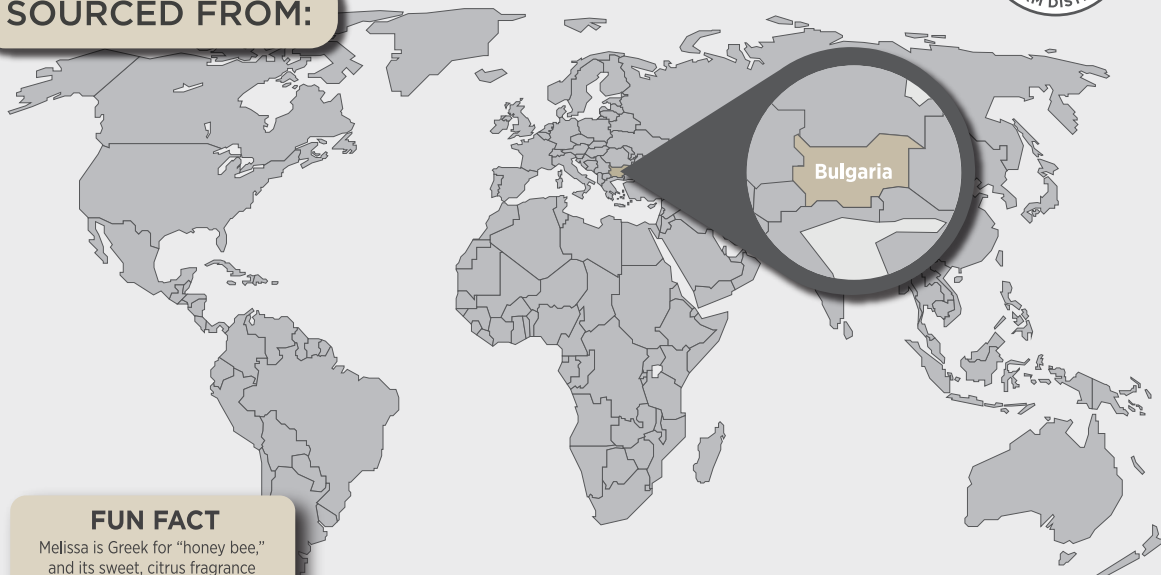 SOURCED FROM:
Bulgaria
FUN FACT
Melissa is Greek for “honey bee,”
and its sweet, citrus fragrance